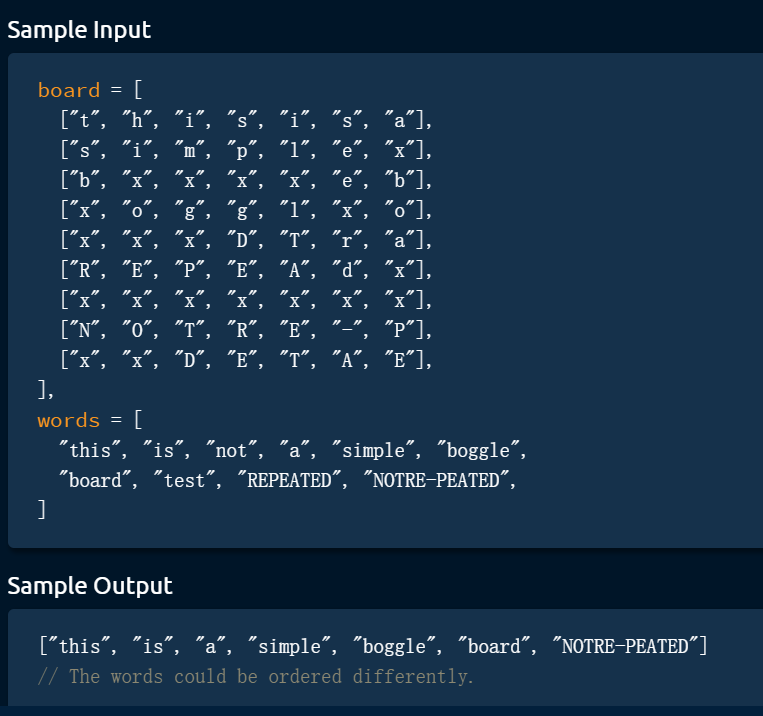 Sample Input
board = [
["t", "h", "i", "s", "i", "s", "a"],
["s", "i", "m", "p", "l", "e", "x"],
["b", "x", "x", "x", "x", "e", "b"],
["x", "o", "g", "g", "l", "x", "o"],
["x", "x", "x", "D", "T", "r", "a"],
["R", "E", "P", "E", "A", "d", "x"],
["x", "x", "x", "x", "x", "x", "x"],
["N", "O", "T", "R", "E", "-", "P"],
["x", "x", "D", "E", "T", "A", "E"],
],
words = [
"this", "is", "not", "a", "simple", "boggle",
"board", "test", "REPEATED", "NOTRE-PEATED",
]
Sample Output
["this", "is", "a", "simple", "boggle", "board", "NOTRE-PEATED"]
// The words could be ordered differently.